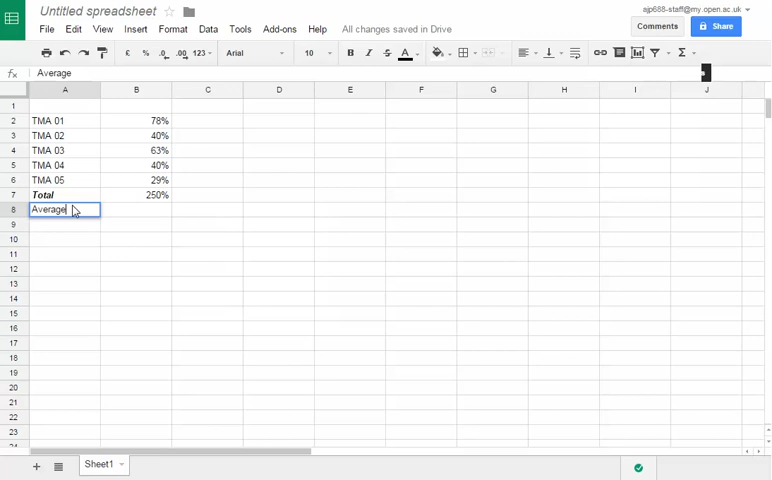 Untitled spreadsheet
ajp688-staff@my.open.ac.uk
File Edit View Insert Format Data Tools Add-ons Help All changes saved in Drive
Comments Share
£ % .0 .00 123 Arial 10 B I S A Σ
fx Average
A B C D E F G H I J
1
2 TMA 01 78%
3 TMA 02 40%
4 TMA 03 63%
5 TMA 04 40%
6 TMA 05 29%
7 Total 250%
8 Average
9
10
11
12
13
14
15
16
17
18
19
20
21
22
23
24
+ Sheet1